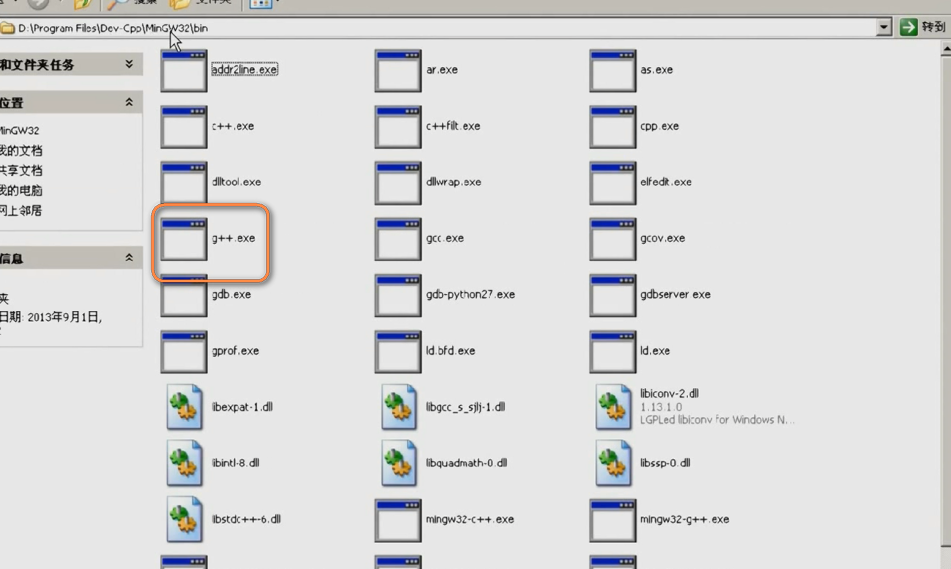 搜索 文件夹
D:\Program Files\Dev-Cpp\MinGW32\bin
转到
和文件夹任务
位置
MinGW32
我的文档
共享文档
我的电脑
网上邻居
信息
夹
日期: 2013年9月1日,
addr2line.exe
ar.exe
as.exe
c++.exe
c++filt.exe
cpp.exe
dlltool.exe
dllwrap.exe
elfedit.exe
g++.exe
gcc.exe
gcov.exe
gdb.exe
gdb-python27.exe
gdbserver.exe
gprof.exe
ld.bfd.exe
ld.exe
libexpat-1.dll
libgcc_s_sjlj-1.dll
libiconv-2.dll
1.13.1.0
LGPLed libiconv for Windows N...
libintl-8.dll
libquadmath-0.dll
libssp-0.dll
libstdc++-6.dll
mingw32-c++.exe
mingw32-g++.exe